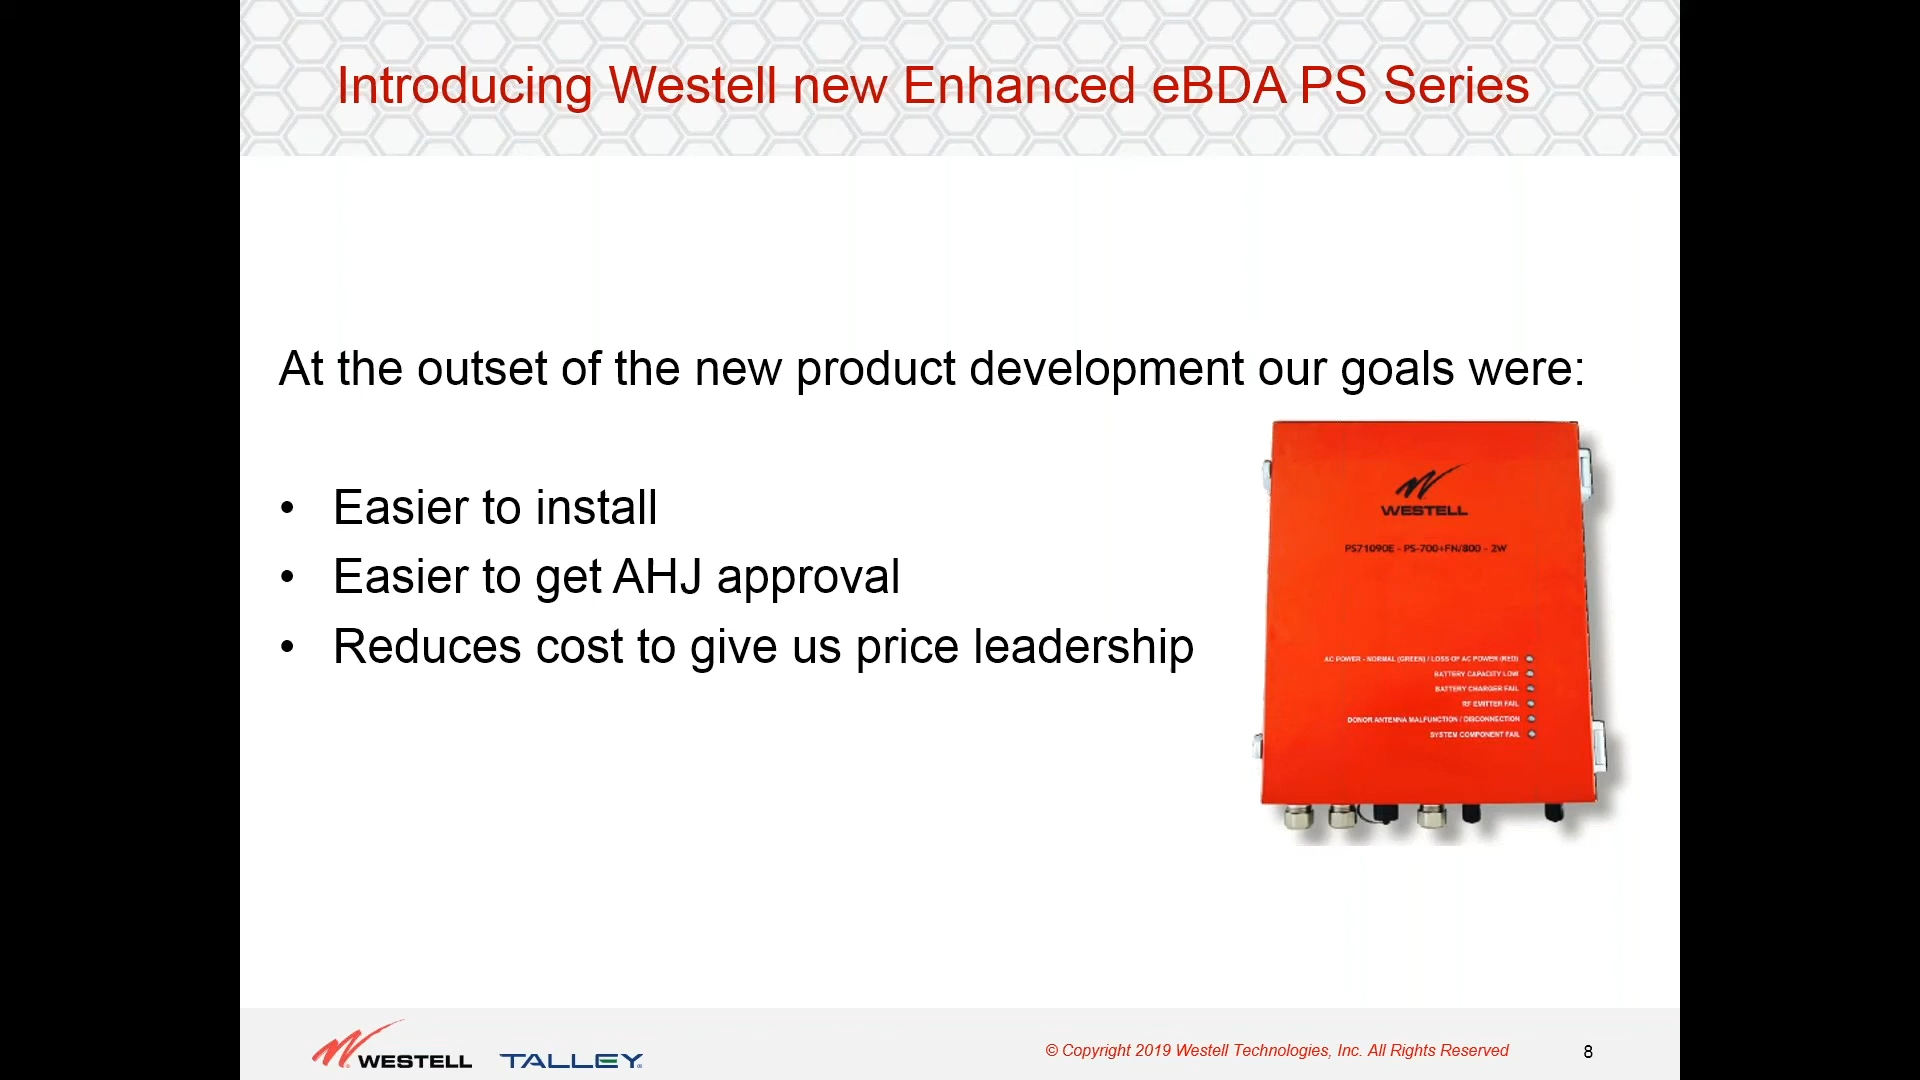 Introducing Westell new Enhanced eBDA PS Series
At the outset of the new product development our goals were:
• Easier to install
• Easier to get AHJ approval
• Reduces cost to give us price leadership
WESTELL
PS71090E - PS-700+FN/800 - 2W
AC POWER - NORMAL (GREEN) / LOSS OF AC POWER (RED)
BATTERY CAPACITY LOW
BATTERY CHARGER FAIL
RF EMITTER FAIL
DONOR ANTENNA MALFUNCTION / DISCONNECTION
SYSTEM COMPONENT FAIL
WESTELL
TALLEY
© Copyright 2019 Westell Technologies, Inc. All Rights Reserved
8